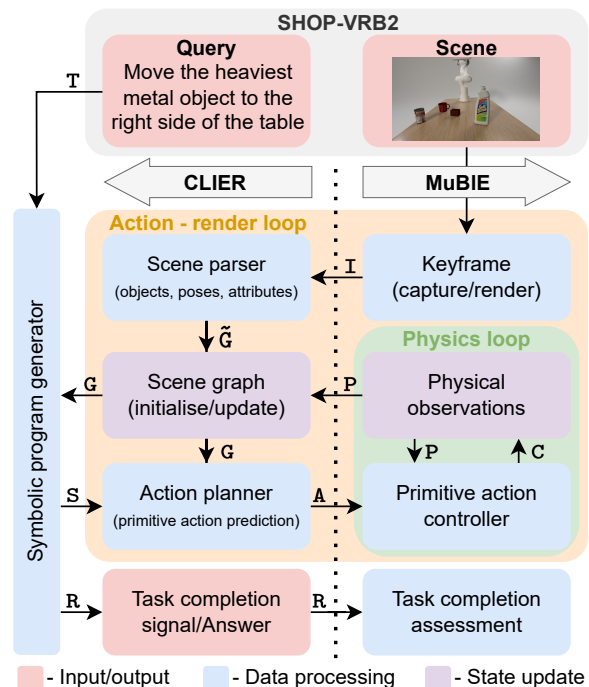 SHOP-VRB2
Query
Move the heaviest
metal object to the
right side of the table
Scene
T
CLIER
MuBIE
Action - render loop
Scene parser
(objects, poses, attributes)
I
Keyframe
(capture/render)
G̃
Physics loop
Symbolic program generator
G
Scene graph
(initialise/update)
P
Physical
observations
G
P
C
S
Action planner
(primitive action prediction)
A
Primitive action
controller
R
Task completion
signal/Answer
R
Task completion
assessment
- Input/output
- Data processing
- State update